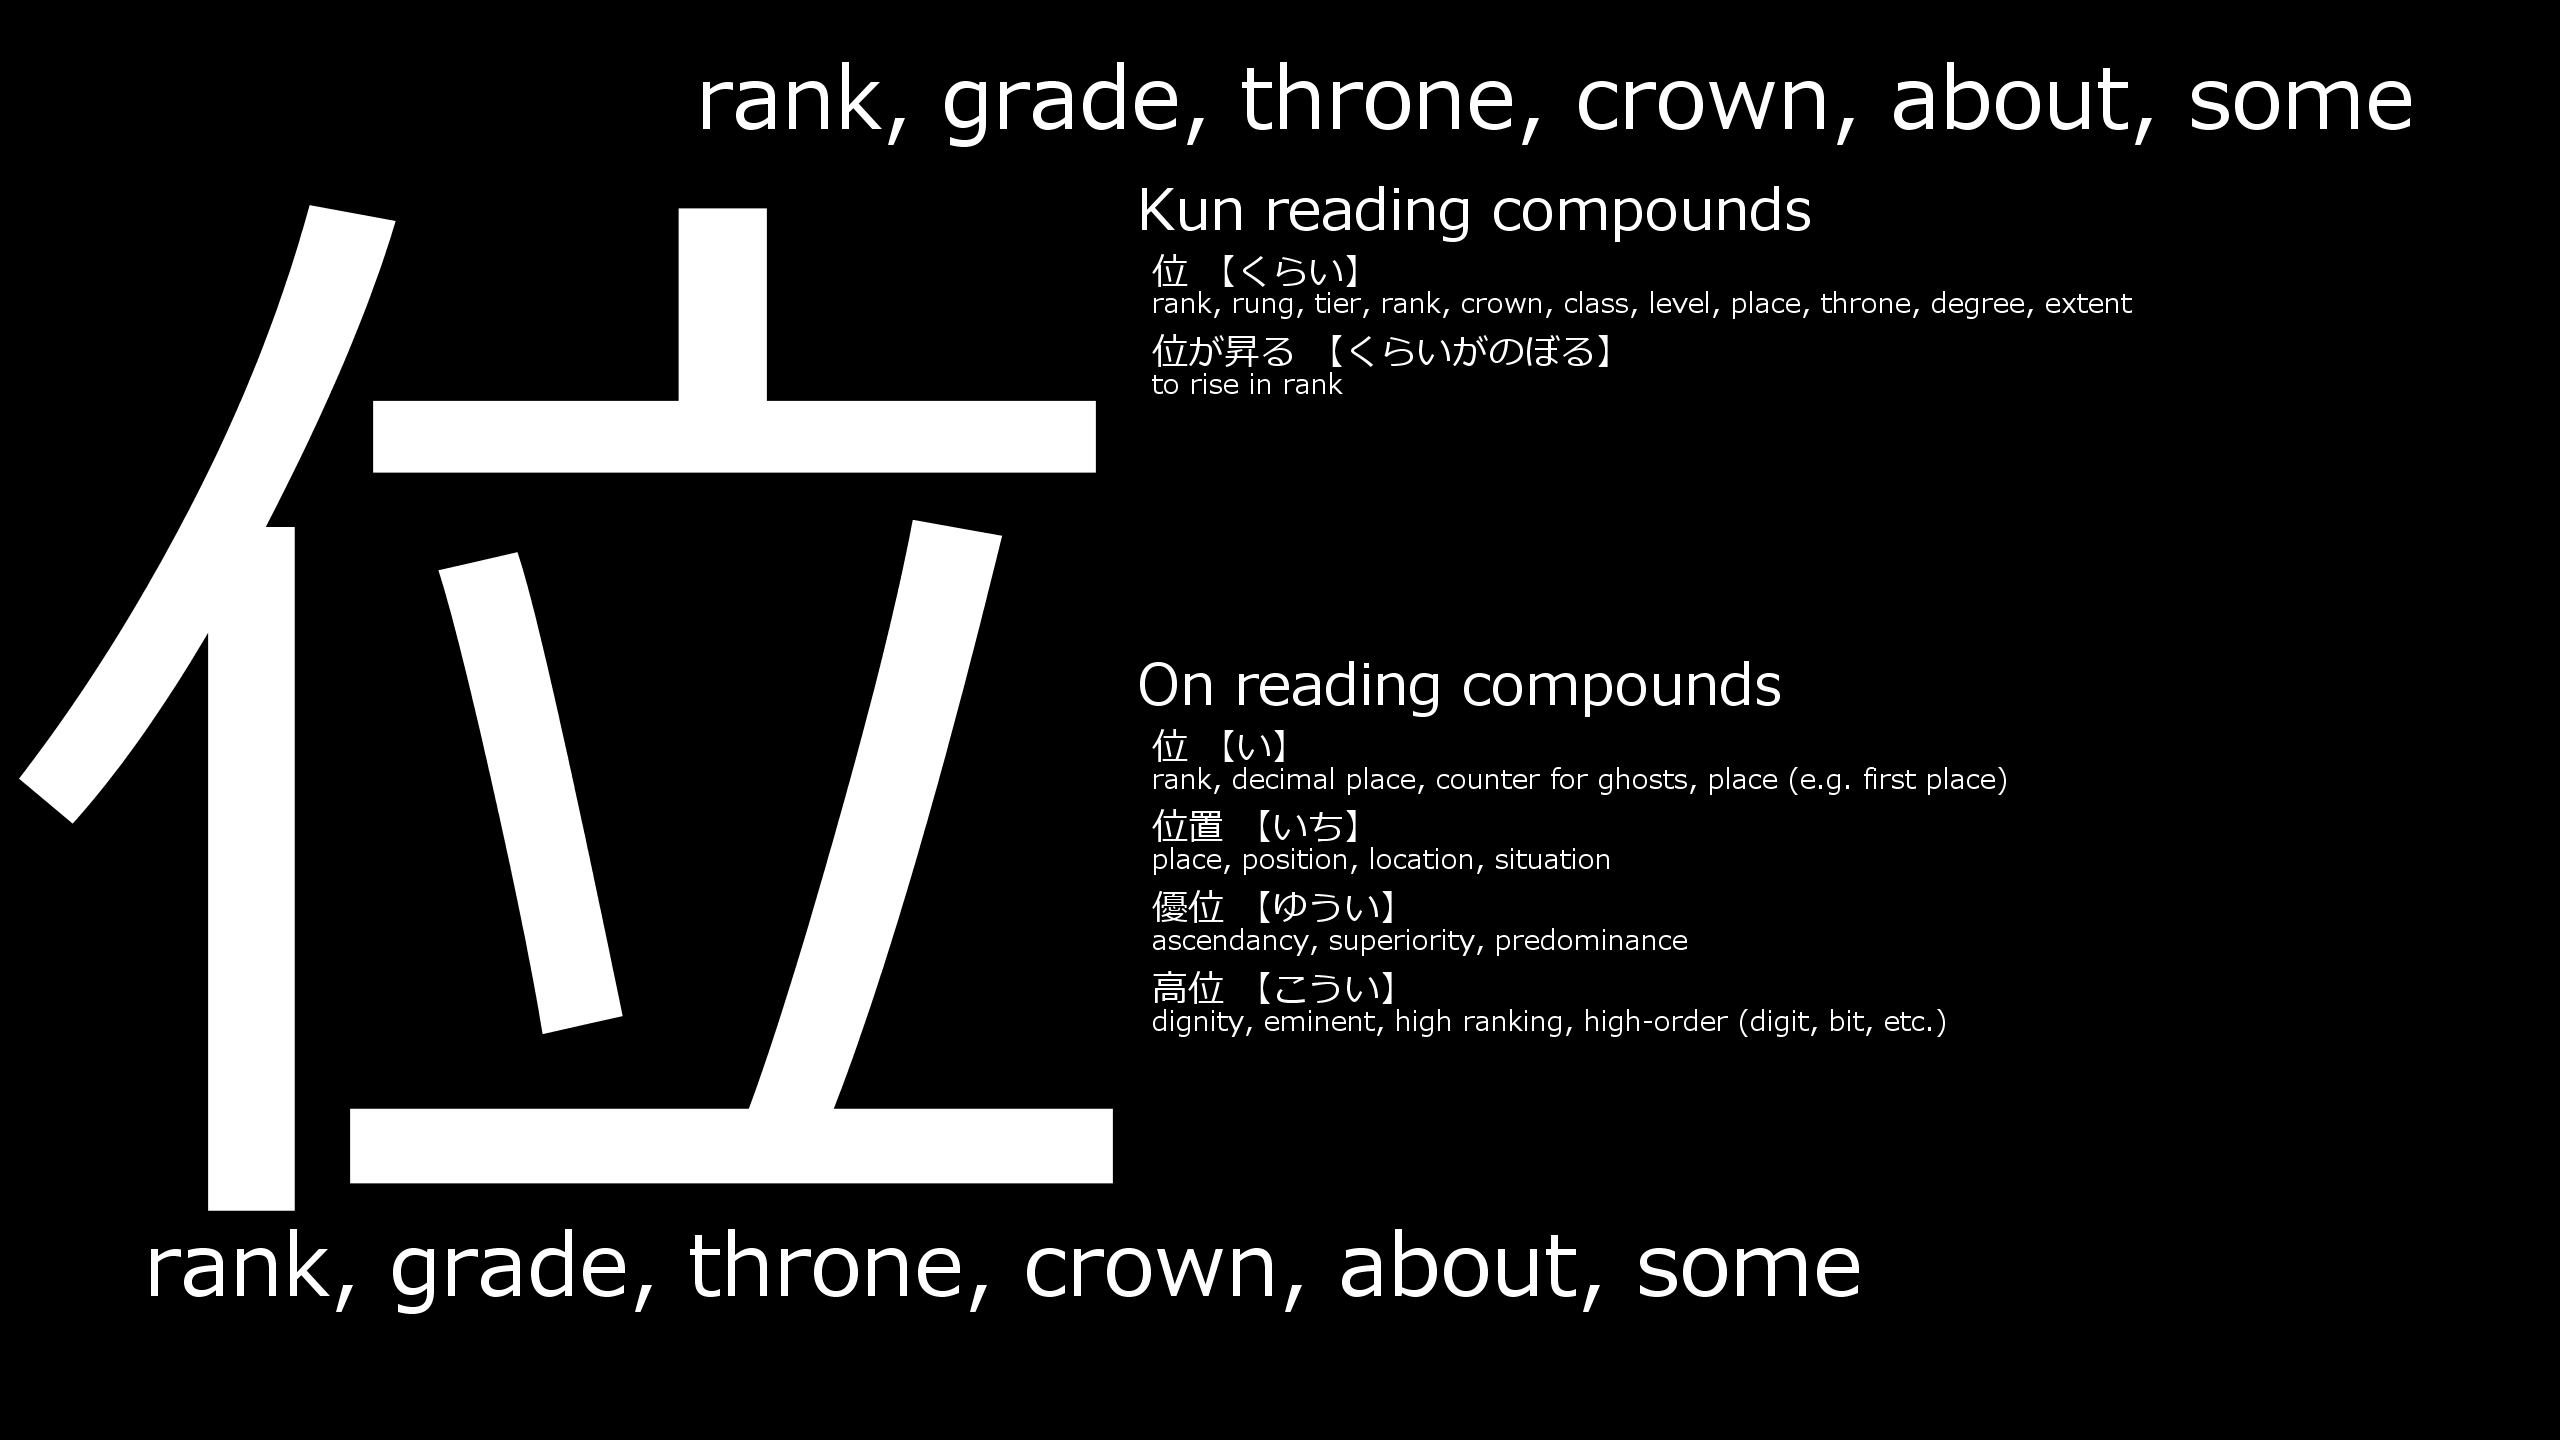 rank, grade, throne, crown, about, some
位
Kun reading compounds
位 【くらい】
rank, rung, tier, rank, crown, class, level, place, throne, degree, extent
位が昇る 【くらいがのぼる】
to rise in rank
On reading compounds
位 【い】
rank, decimal place, counter for ghosts, place (e.g. first place)
位置 【いち】
place, position, location, situation
優位 【ゆうい】
ascendancy, superiority, predominance
高位 【こうい】
dignity, eminent, high ranking, high-order (digit, bit, etc.)
rank, grade, throne, crown, about, some